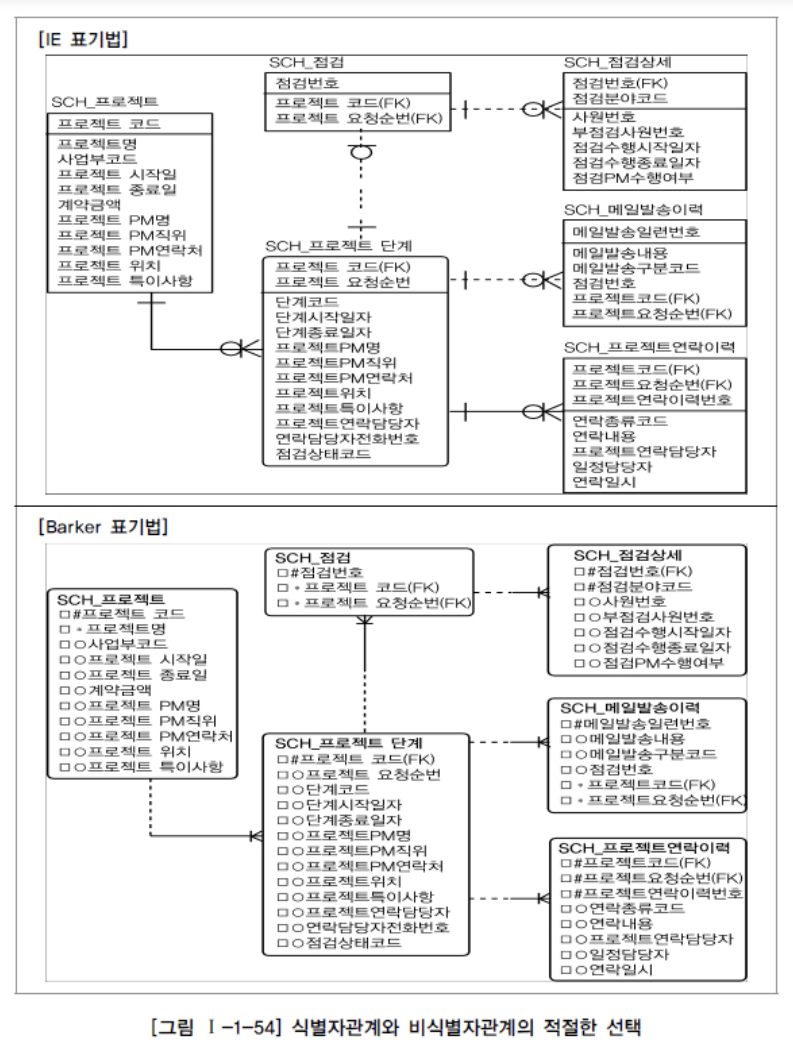 [IE 표기법]
SCH_프로젝트
프로젝트 코드
프로젝트명
사업부코드
프로젝트 시작일
프로젝트 종료일
계약금액
프로젝트 PM명
프로젝트 PM직위
프로젝트 PM연락처
프로젝트 위치
프로젝트 특이사항
SCH_점검
점검번호
프로젝트 코드(FK)
프로젝트 요청순번(FK)
SCH_점검상세
점검번호(FK)
점검분야코드
사원번호
부점검사원번호
점검수행시작일자
점검수행종료일자
점검PM수행여부
SCH_프로젝트 단계
프로젝트 코드(FK)
프로젝트 요청순번
단계코드
단계시작일자
단계종료일자
프로젝트PM명
프로젝트PM직위
프로젝트PM연락처
프로젝트위치
프로젝트특이사항
프로젝트연락담당자
연락담당자전화번호
점검상태코드
SCH_메일발송이력
메일발송일련번호
메일발송내용
메일발송구분코드
점검번호
프로젝트코드(FK)
프로젝트요청순번(FK)
SCH_프로젝트연락이력
프로젝트코드(FK)
프로젝트요청순번(FK)
프로젝트연락이력번호
연락종류코드
연락내용
프로젝트연락담당자
일정담당자
연락일시
[Barker 표기법]
SCH_프로젝트
□#프로젝트 코드
□*프로젝트명
□○사업부코드
□○프로젝트 시작일
□○프로젝트 종료일
□○계약금액
□○프로젝트 PM명
□○프로젝트 PM직위
□○프로젝트 PM연락처
□○프로젝트 위치
□○프로젝트 특이사항
SCH_점검
□#점검번호
□*프로젝트 코드(FK)
□*프로젝트 요청순번(FK)
SCH_점검상세
□#점검번호(FK)
□#점검분야코드
□○사원번호
□○부점검사원번호
□○점검수행시작일자
□○점검수행종료일자
□○점검PM수행여부
SCH_프로젝트 단계
□#프로젝트 코드(FK)
□○프로젝트 요청순번
□○단계코드
□○단계시작일자
□○단계종료일자
□○프로젝트PM명
□○프로젝트PM직위
□○프로젝트PM연락처
□○프로젝트위치
□○프로젝트특이사항
□○프로젝트연락담당자
□○연락담당자전화번호
□○점검상태코드
SCH_메일발송이력
□#메일발송일련번호
□○메일발송내용
□○메일발송구분코드
□○점검번호
□*프로젝트코드(FK)
□*프로젝트요청순번(FK)
SCH_프로젝트연락이력
□#프로젝트코드(FK)
□#프로젝트요청순번(FK)
□#프로젝트연락이력번호
□○연락종류코드
□○연락내용
□○프로젝트연락담당자
□○일정담당자
□○연락일시
[그림 Ⅰ-1-54] 식별자관계와 비식별자관계의 적절한 선택